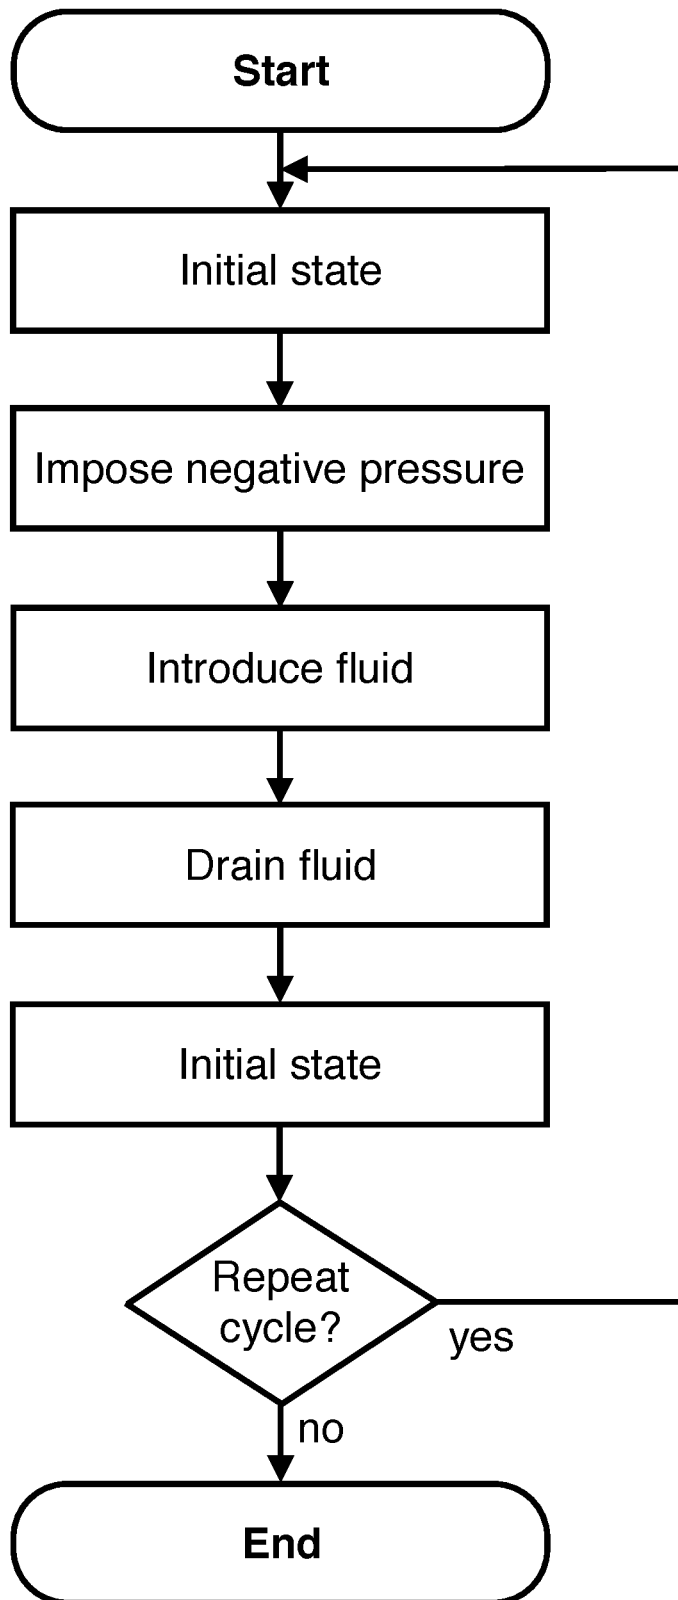 Start
Initial state
Impose negative pressure
Introduce fluid
Drain fluid
Initial state
Repeat
cycle?
yes
no
End